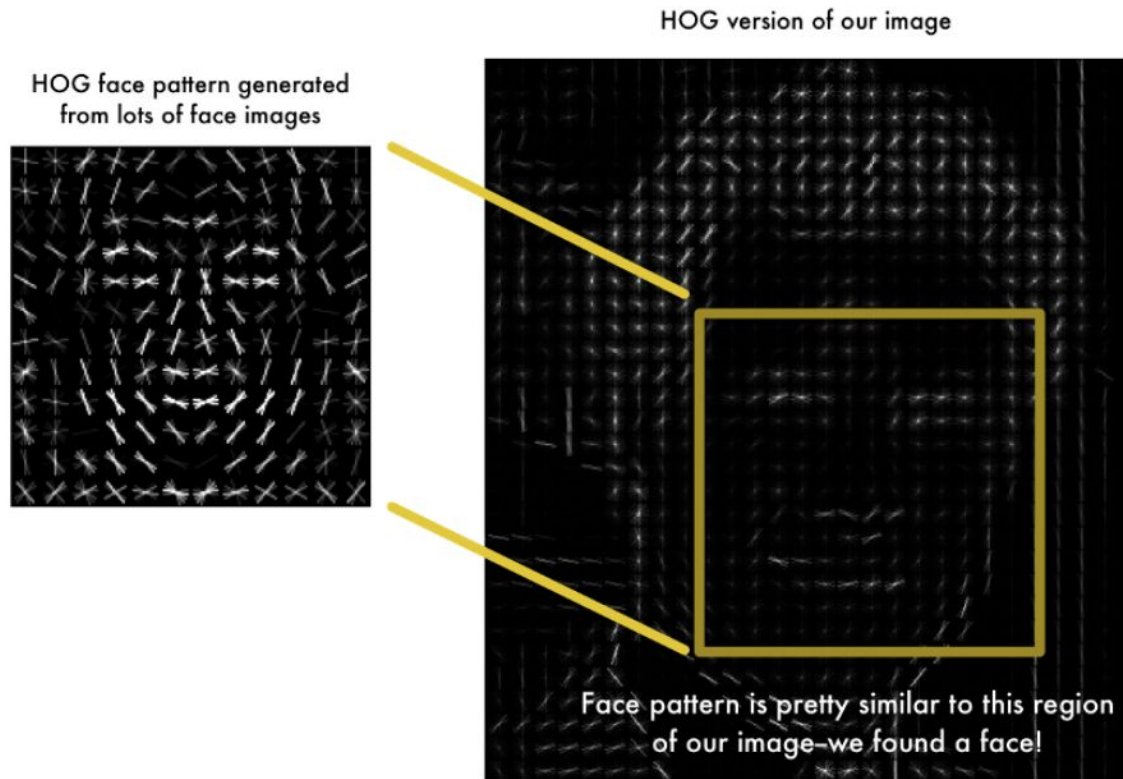 HOG version of our image
HOG face pattern generated
from lots of face images
Face pattern is pretty similar to this region
of our image–we found a face!